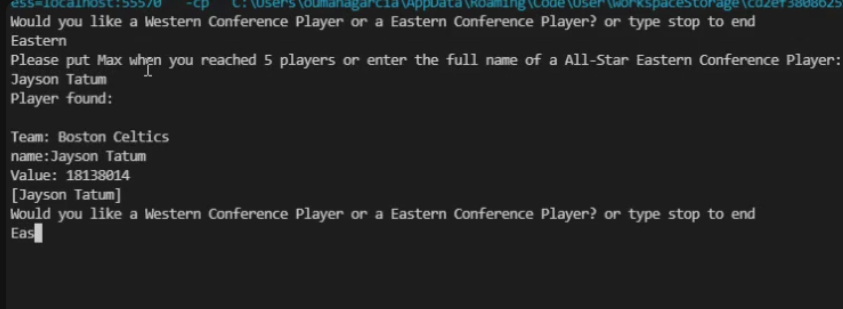 ess=localhost:55570' '-cp' 'C:\Users\oumanagarcia\AppData\Roaming\Code\User\workspaceStorage\cd2ef3808625
Would you like a Western Conference Player or a Eastern Conference Player? or type stop to end
Eastern
Please put Max when you reached 5 players or enter the full name of a All-Star Eastern Conference Player:
Jayson Tatum
Player found:
Team: Boston Celtics
name:Jayson Tatum
Value: 18138014
[Jayson Tatum]
Would you like a Western Conference Player or a Eastern Conference Player? or type stop to end
Eas